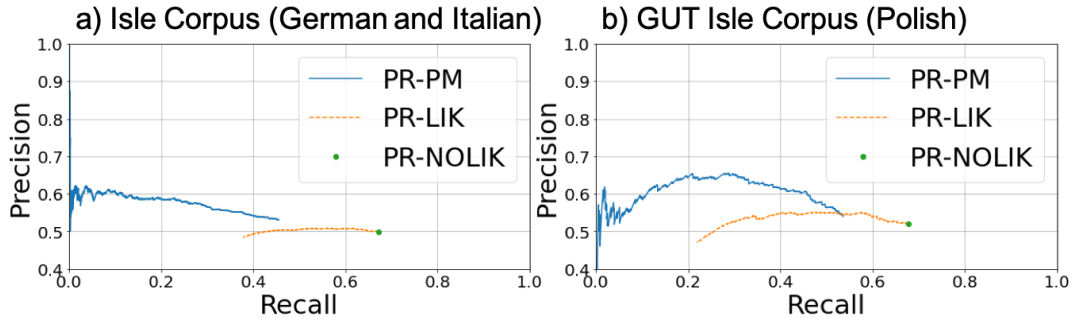 a) Isle Corpus (German and Italian)
1.0
0.9
0.8
0.7
0.6
0.5
0.4
Precision
PR-PM
PR-LIK
PR-NOLIK
0.0 0.2 0.4 0.6 0.8 1.0
Recall
b) GUT Isle Corpus (Polish)
1.0
0.9
0.8
0.7
0.6
0.5
0.4
Precision
PR-PM
PR-LIK
PR-NOLIK
0.0 0.2 0.4 0.6 0.8 1.0
Recall